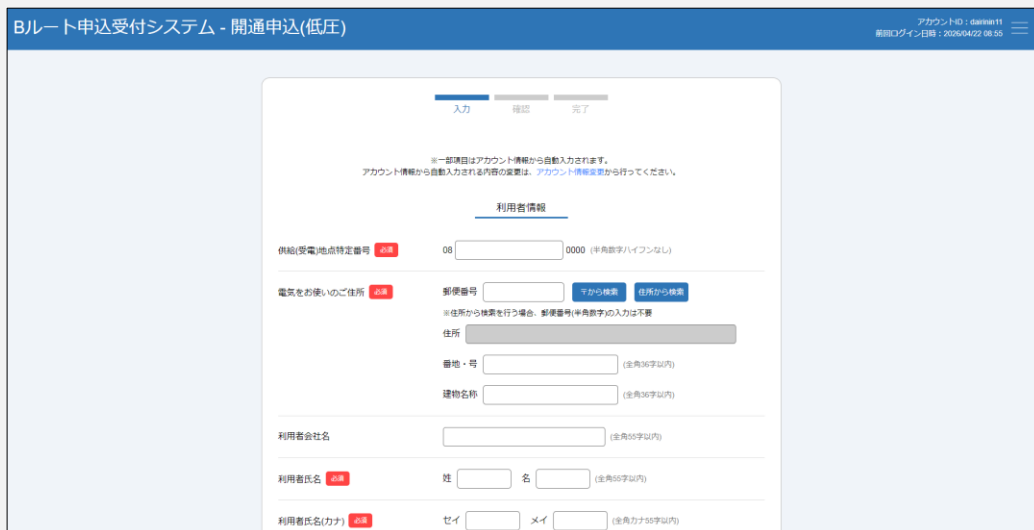 Bルート申込受付システム - 開通申込(低圧)
アカウントID : dairinin11
前回ログイン日時 : 2026/04/22 08:55
入力 確認 完了
※一部項目はアカウント情報から自動入力されます。
アカウント情報から自動入力される内容の変更は、アカウント情報変更から行ってください。
利用者情報
供給(受電)地点特定番号 必須 08 0000 (半角数字ハイフンなし)
電気をお使いのご住所 必須 郵便番号 〒から検索 住所から検索
※住所から検索を行う場合、郵便番号(半角数字)の入力は不要
住所
番地・号 (全角36字以内)
建物名称 (全角36字以内)
利用者会社名 (全角55字以内)
利用者氏名 必須 姓 名 (全角55字以内)
利用者氏名(カナ) 必須 セイ メイ (全角カナ55字以内)